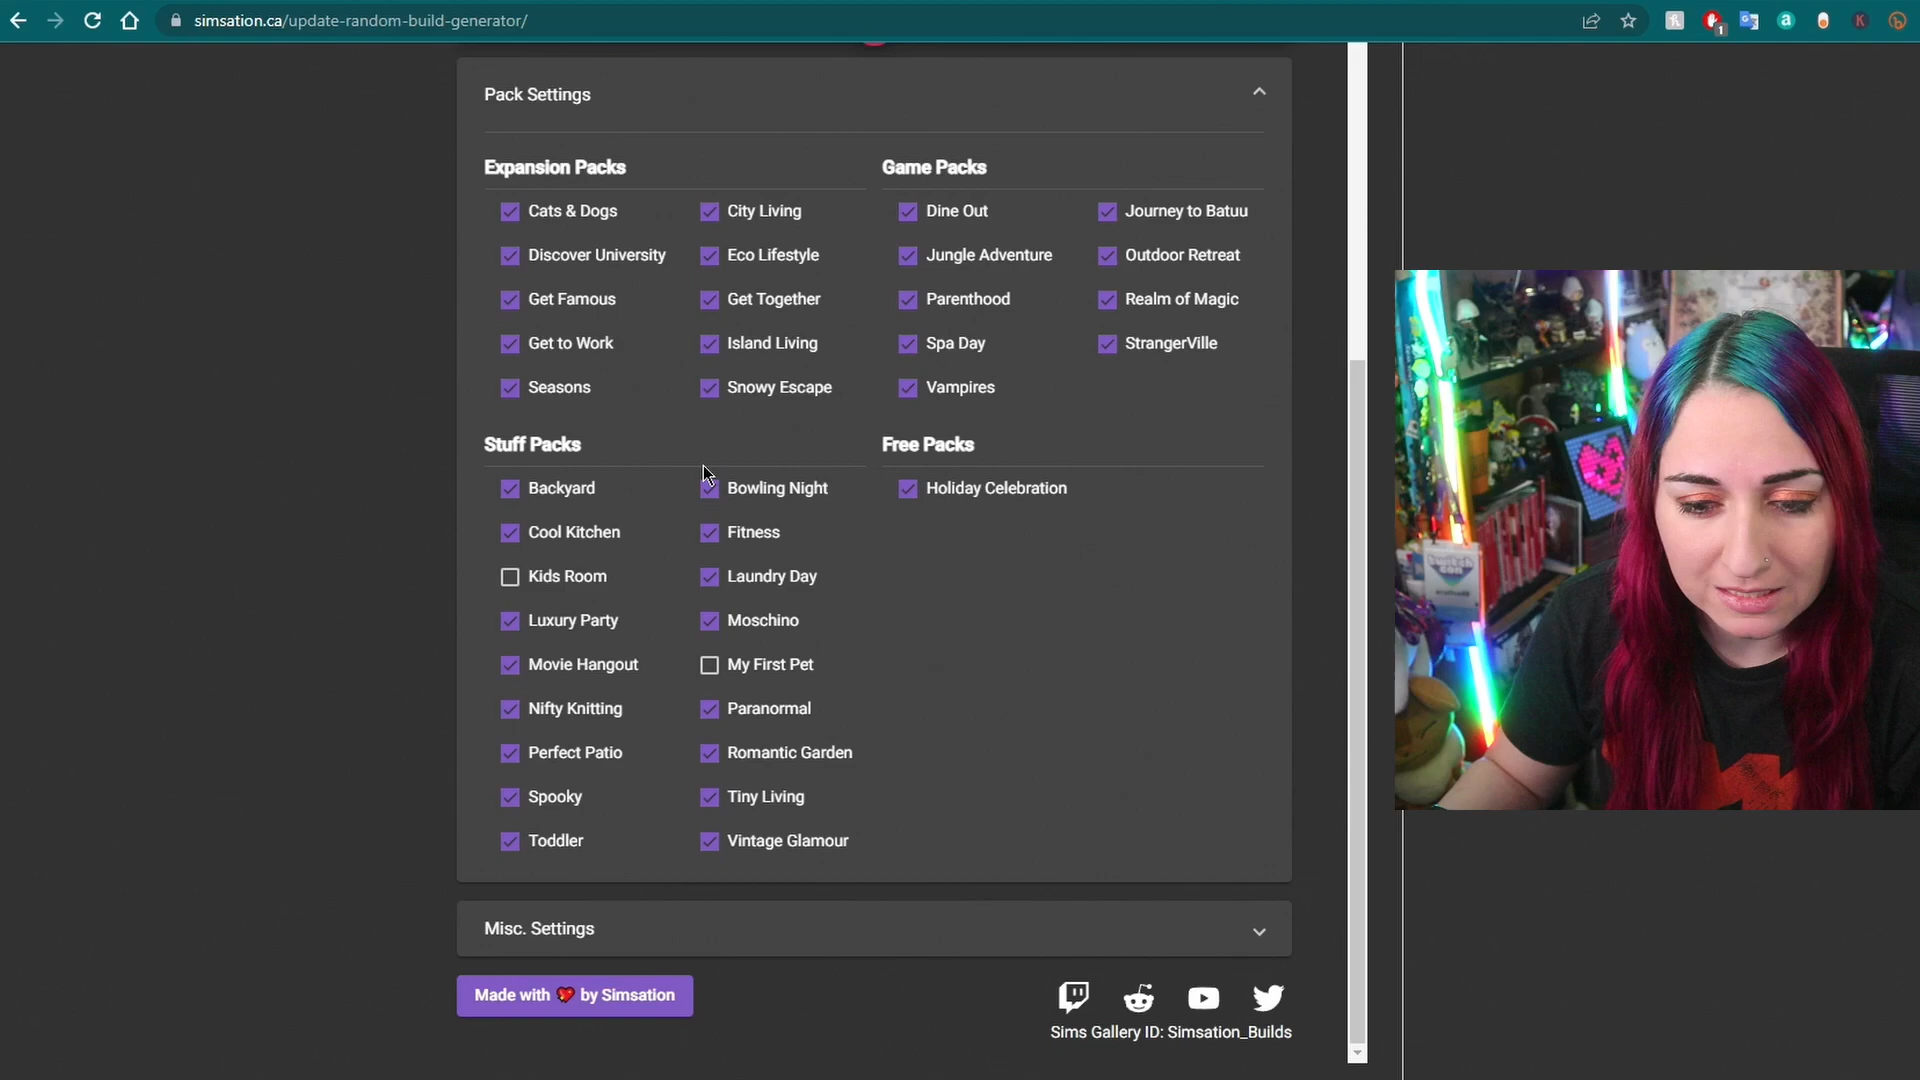 simsation.ca/update-random-build-generator/
1
Pack Settings
Expansion Packs
Cats & Dogs
City Living
Discover University
Eco Lifestyle
Get Famous
Get Together
Get to Work
Island Living
Seasons
Snowy Escape
Game Packs
Dine Out
Journey to Batuu
Jungle Adventure
Outdoor Retreat
Parenthood
Realm of Magic
Spa Day
StrangerVille
Vampires
Stuff Packs
Backyard
Bowling Night
Cool Kitchen
Fitness
Kids Room
Laundry Day
Luxury Party
Moschino
Movie Hangout
My First Pet
Nifty Knitting
Paranormal
Perfect Patio
Romantic Garden
Spooky
Tiny Living
Toddler
Vintage Glamour
Free Packs
Holiday Celebration
Misc. Settings
Made with 💖 by Simsation
Sims Gallery ID: Simsation_Builds